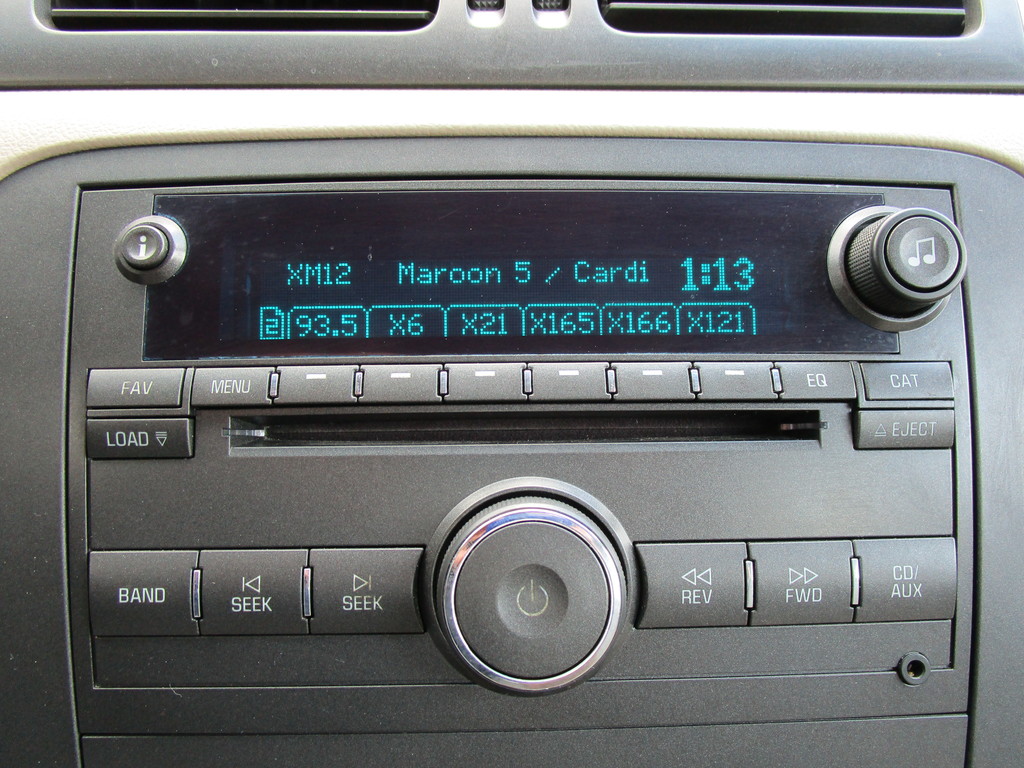 i
XM12 Maroon 5 / Cardi 1:13
2 93.5 X6 X21 X165 X166 X121
FAV MENU EQ CAT
LOAD EJECT
BAND SEEK SEEK REV FWD CD/
AUX